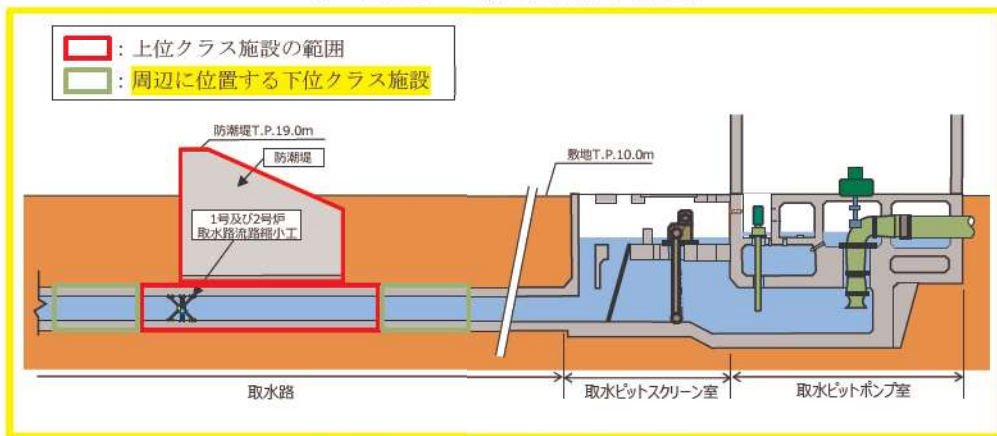 ：上位クラス施設の範囲
：周辺に位置する下位クラス施設
防潮堤T.P.19.0m
防潮堤
敷地T.P.10.0m
1号及び2号炉
取水路流路縮小工
取水路
取水ピットスクリーン室
取水ピットポンプ室